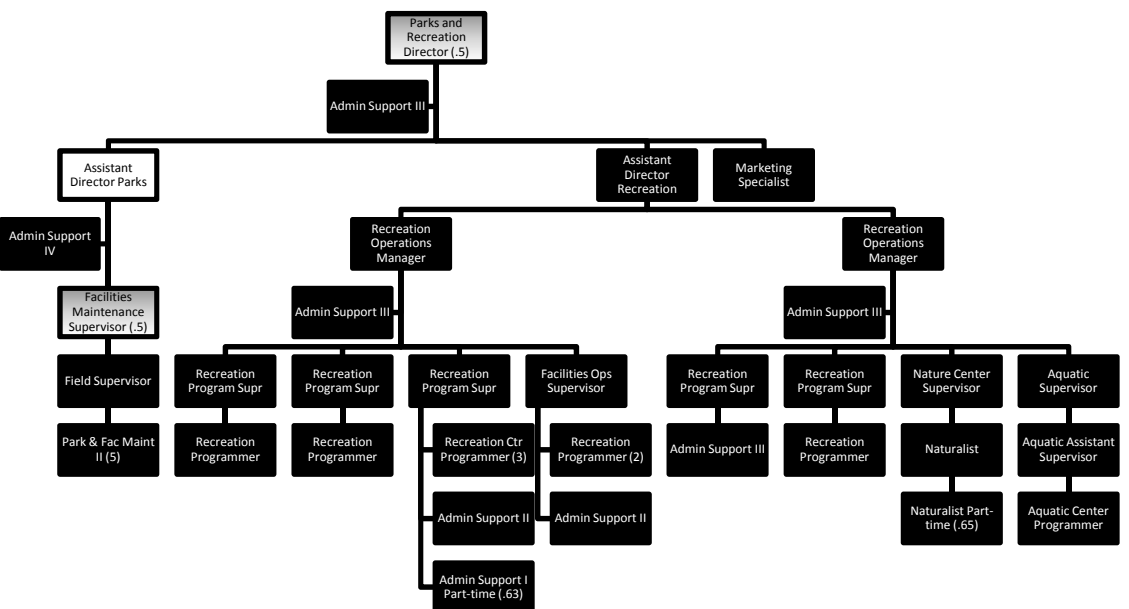 Parks and
Recreation
Director (.5)
Admin Support III
Assistant
Director Parks
Assistant
Director
Recreation
Marketing
Specialist
Admin Support
IV
Recreation
Operations
Manager
Recreation
Operations
Manager
Facilities
Maintenance
Supervisor (.5)
Admin Support III
Admin Support III
Field Supervisor
Recreation
Program Supr
Recreation
Program Supr
Recreation
Program Supr
Facilities Ops
Supervisor
Recreation
Program Supr
Recreation
Program Supr
Nature Center
Supervisor
Aquatic
Supervisor
Park & Fac Maint
II (5)
Recreation
Programmer
Recreation
Programmer
Recreation Ctr
Programmer (3)
Recreation
Programmer (2)
Admin Support III
Recreation
Programmer
Naturalist
Aquatic Assistant
Supervisor
Admin Support II
Admin Support II
Naturalist Part-
time (.65)
Aquatic Center
Programmer
Admin Support I
Part-time (.63)